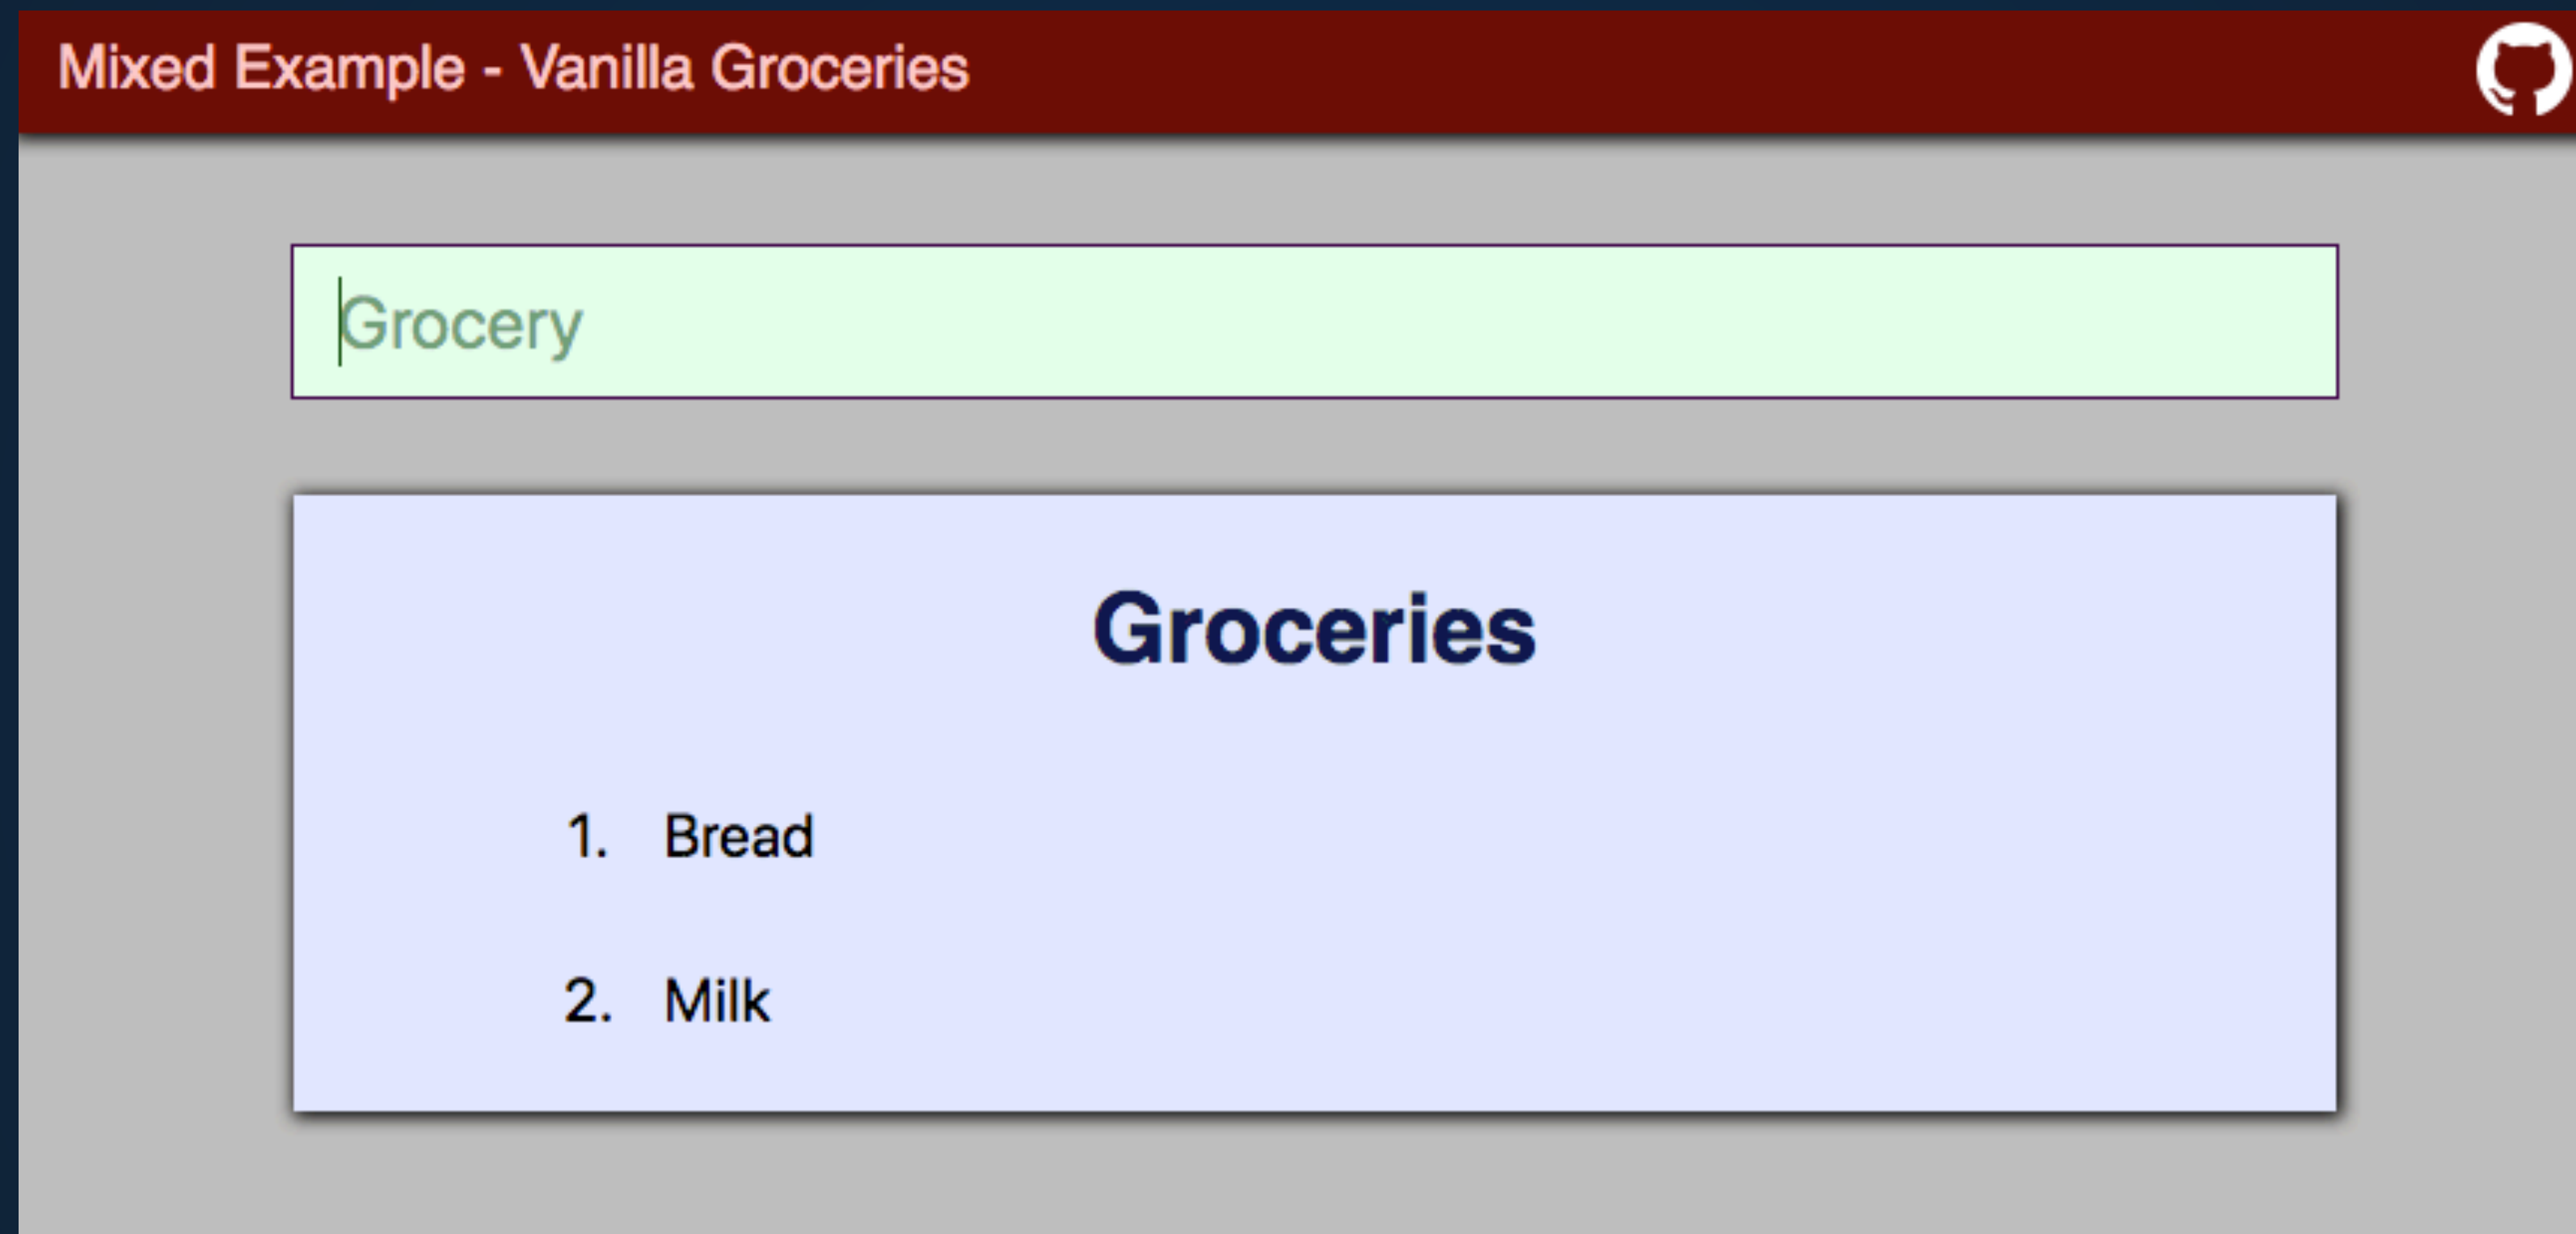 Mixed Example - Vanilla Groceries
Grocery
Groceries
1. Bread
2. Milk